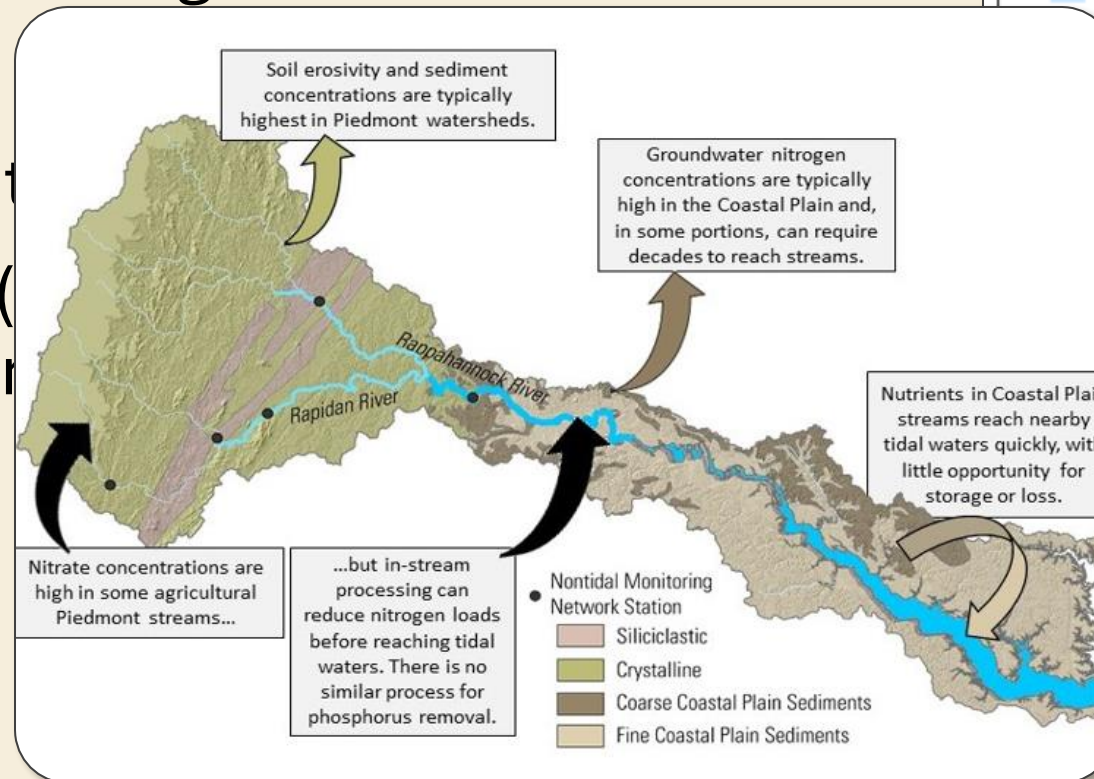 Soil erosivity and sediment
concentrations are typically
highest in Piedmont watersheds.
Groundwater nitrogen
concentrations are typically
high in the Coastal Plain and,
in some portions, can require
decades to reach streams.
Rappahannock River
Rapidan River
Nutrients in Coastal Plai
streams reach nearby
tidal waters quickly, with
little opportunity for
storage or loss.
Nitrate concentrations are
high in some agricultural
Piedmont streams...
...but in-stream
processing can
reduce nitrogen loads
before reaching tidal
waters. There is no
similar process for
phosphorus removal.
Nontidal Monitoring
Network Station
Siliciclastic
Crystalline
Coarse Coastal Plain Sediments
Fine Coastal Plain Sediments